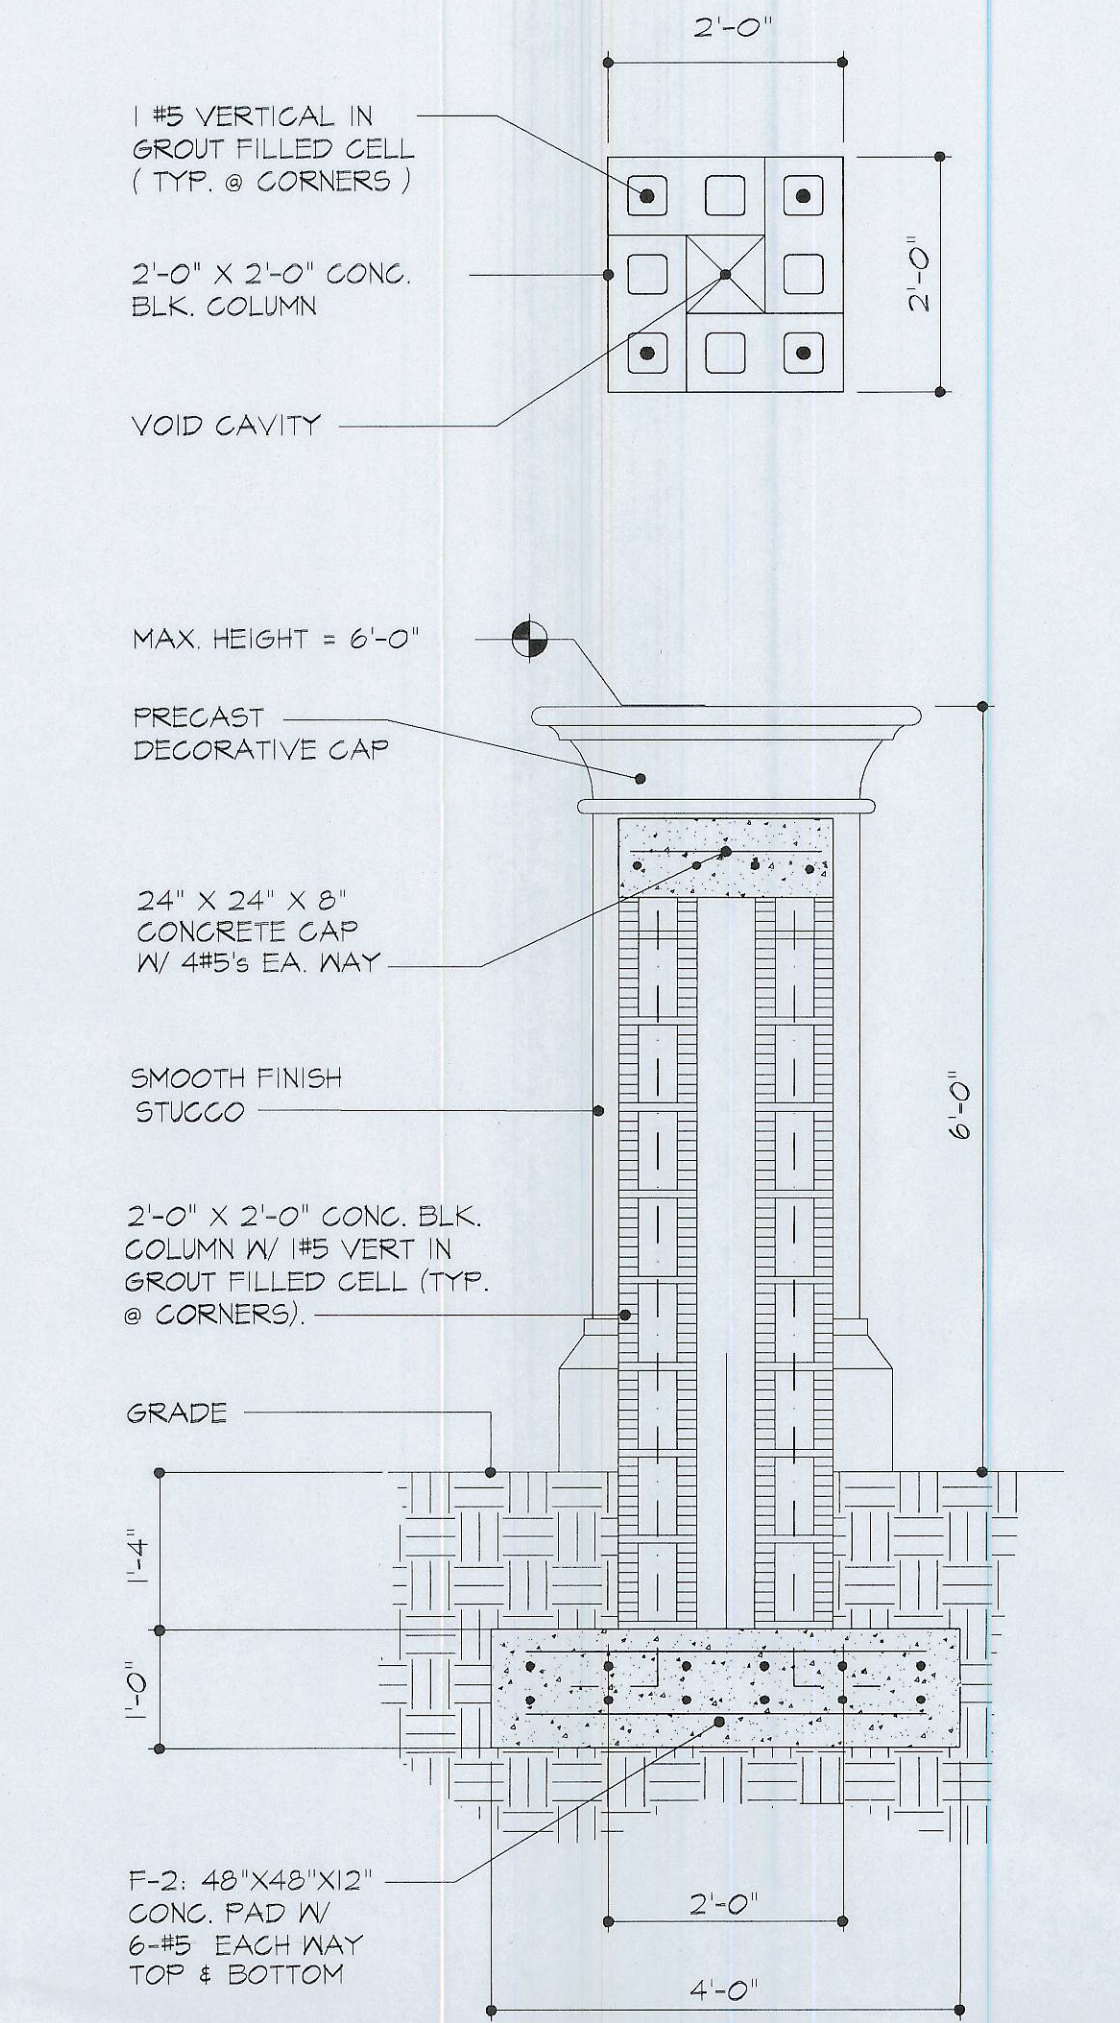 2'-0"
1 #5 VERTICAL IN
GROUT FILLED CELL
( TYP. @ CORNERS )
2'-0" X 2'-0" CONC.
BLK. COLUMN
2'-0"
VOID CAVITY
MAX. HEIGHT = 6'-0"
PRECAST
DECORATIVE CAP
24" X 24" X 8"
CONCRETE CAP
W/ 4#5's EA. WAY
SMOOTH FINISH
STUCCO
6'-0"
2'-0" X 2'-0" CONC. BLK.
COLUMN W/ 1#5 VERT IN
GROUT FILLED CELL (TYP.
@ CORNERS).
GRADE
1'-4"
1'-0"
F-2: 48"X48"X12"
CONC. PAD W/
6-#5 EACH WAY
TOP & BOTTOM
2'-0"
4'-0"